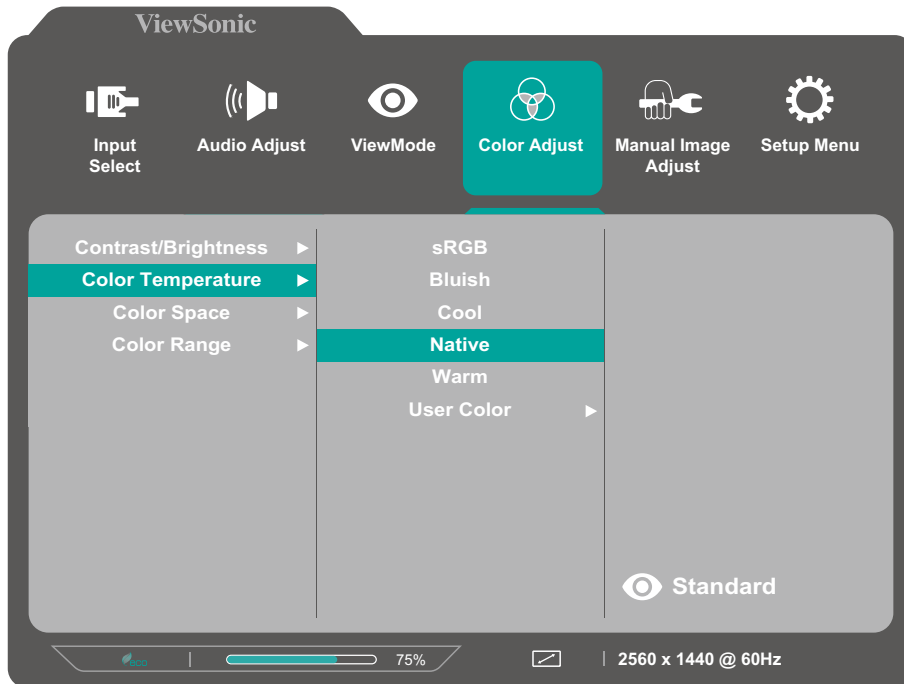 ViewSonic
Input
Select
Audio Adjust
ViewMode
Color Adjust
Manual Image
Adjust
Setup Menu
Contrast/Brightness
Color Temperature
Color Space
Color Range
sRGB
Bluish
Cool
Native
Warm
User Color
Standard
eco
75%
2560 x 1440 @ 60Hz